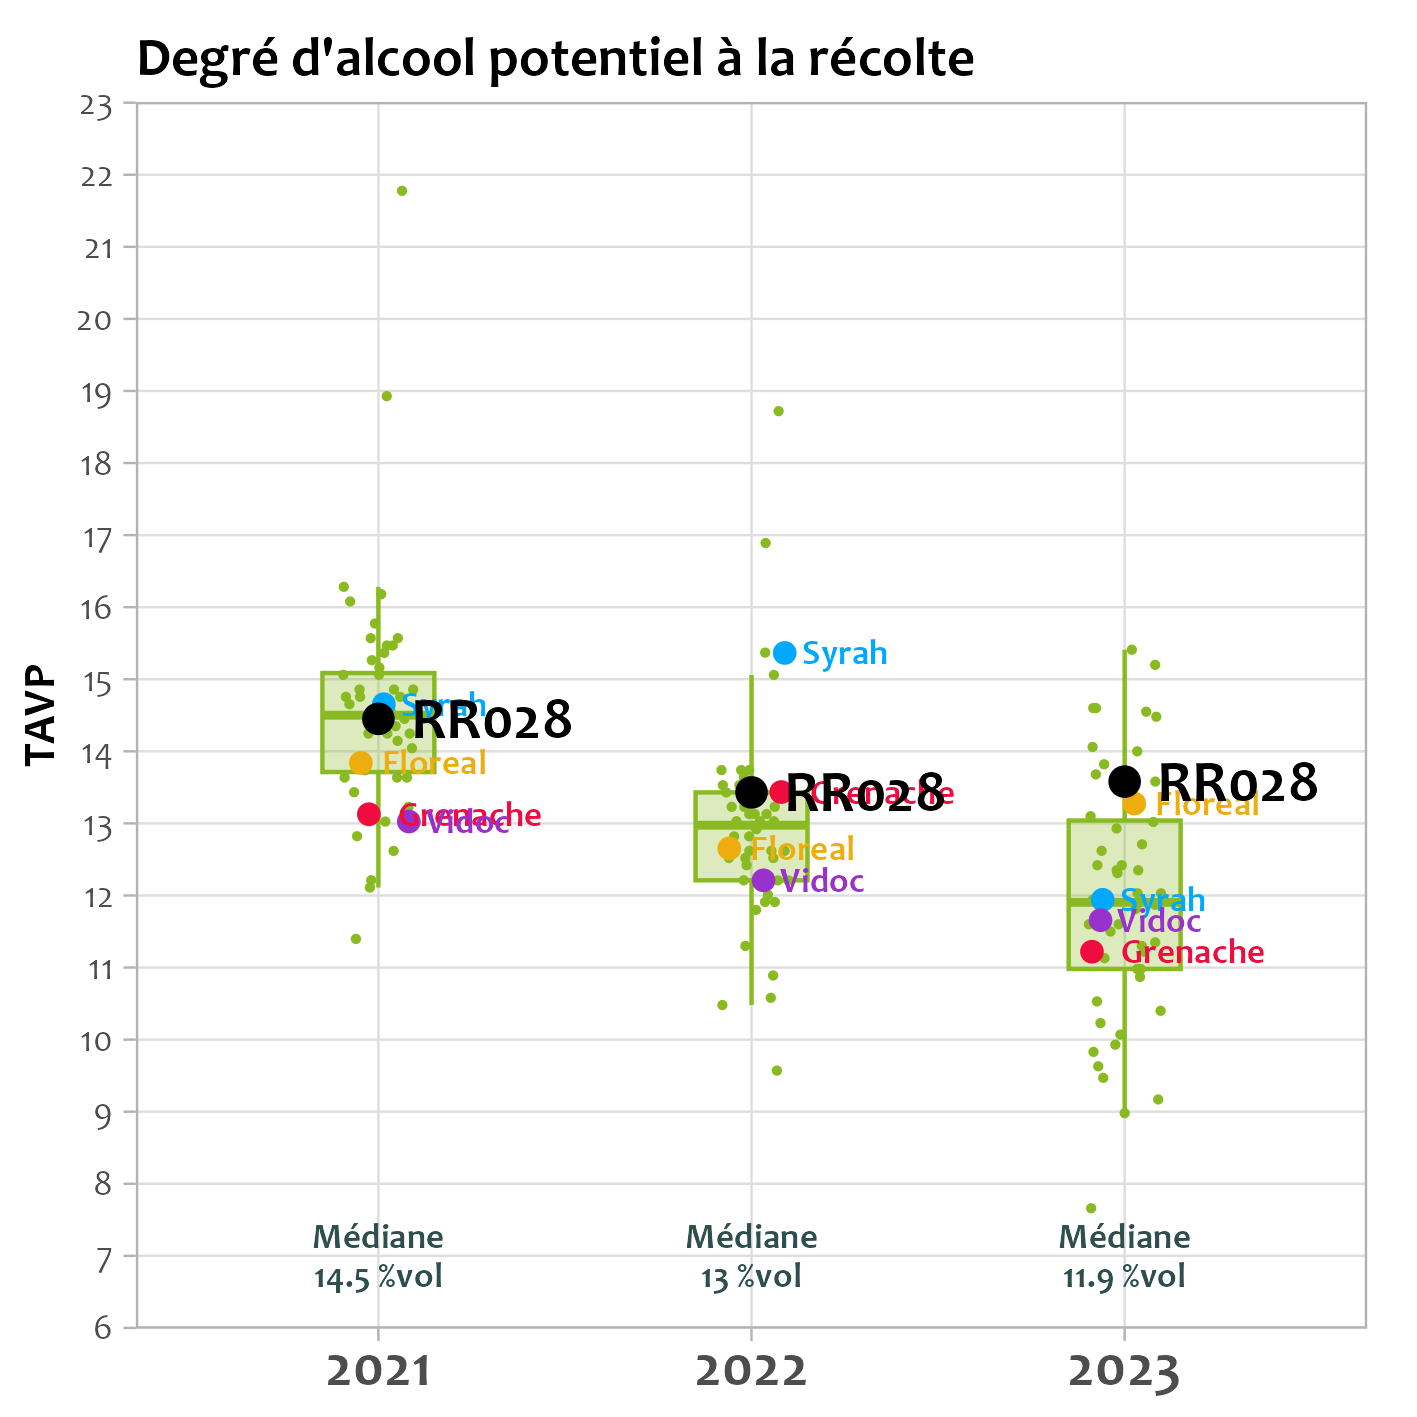 Degré d'alcool potentiel à la récolte
TAVP
23
22
21
20
19
18
17
16
15
14
13
12
11
10
9
8
7
6
Syrah
RR028
Floreal
Grenache
Vidoc
Syrah
RR028
Grenache
Floreal
Vidoc
RR028
Floreal
Syrah
Vidoc
Grenache
Médiane
14.5 %vol
Médiane
13 %vol
Médiane
11.9 %vol
2021
2022
2023